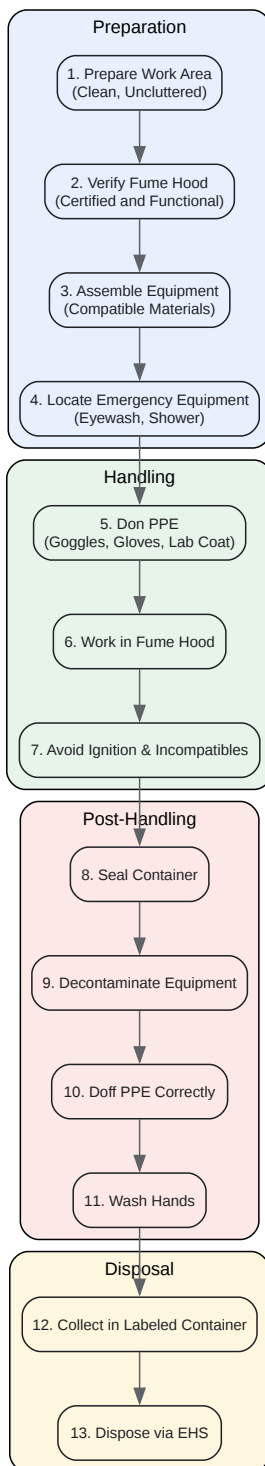 Preparation
1. Prepare Work Area
(Clean, Uncluttered)
2. Verify Fume Hood
(Certified and Functional)
3. Assemble Equipment
(Compatible Materials)
4. Locate Emergency Equipment
(Eyewash, Shower)
Handling
5. Don PPE
(Goggles, Gloves, Lab Coat)
6. Work in Fume Hood
7. Avoid Ignition & Incompatibles
Post-Handling
8. Seal Container
9. Decontaminate Equipment
10. Doff PPE Correctly
11. Wash Hands
Disposal
12. Collect in Labeled Container
13. Dispose via EHS